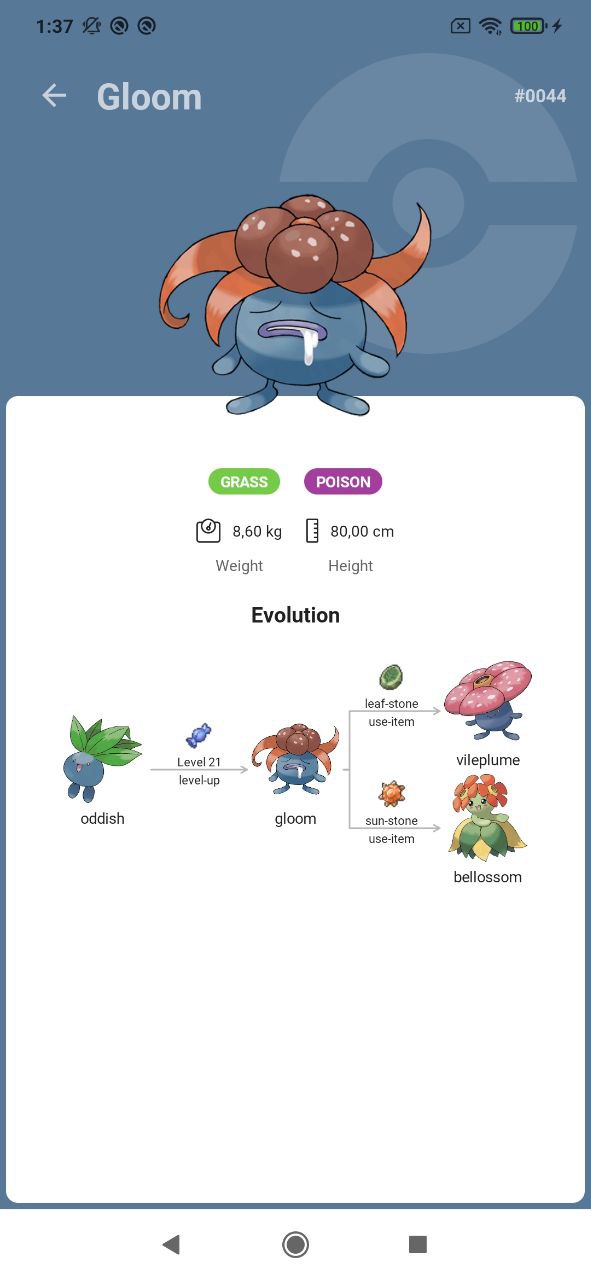 1:37
100
Gloom
#0044
GRASS POISON
8,60 kg 80,00 cm
Weight Height
Evolution
leaf-stone
use-item
vileplume
Level 21
level-up
oddish
gloom
sun-stone
use-item
bellossom